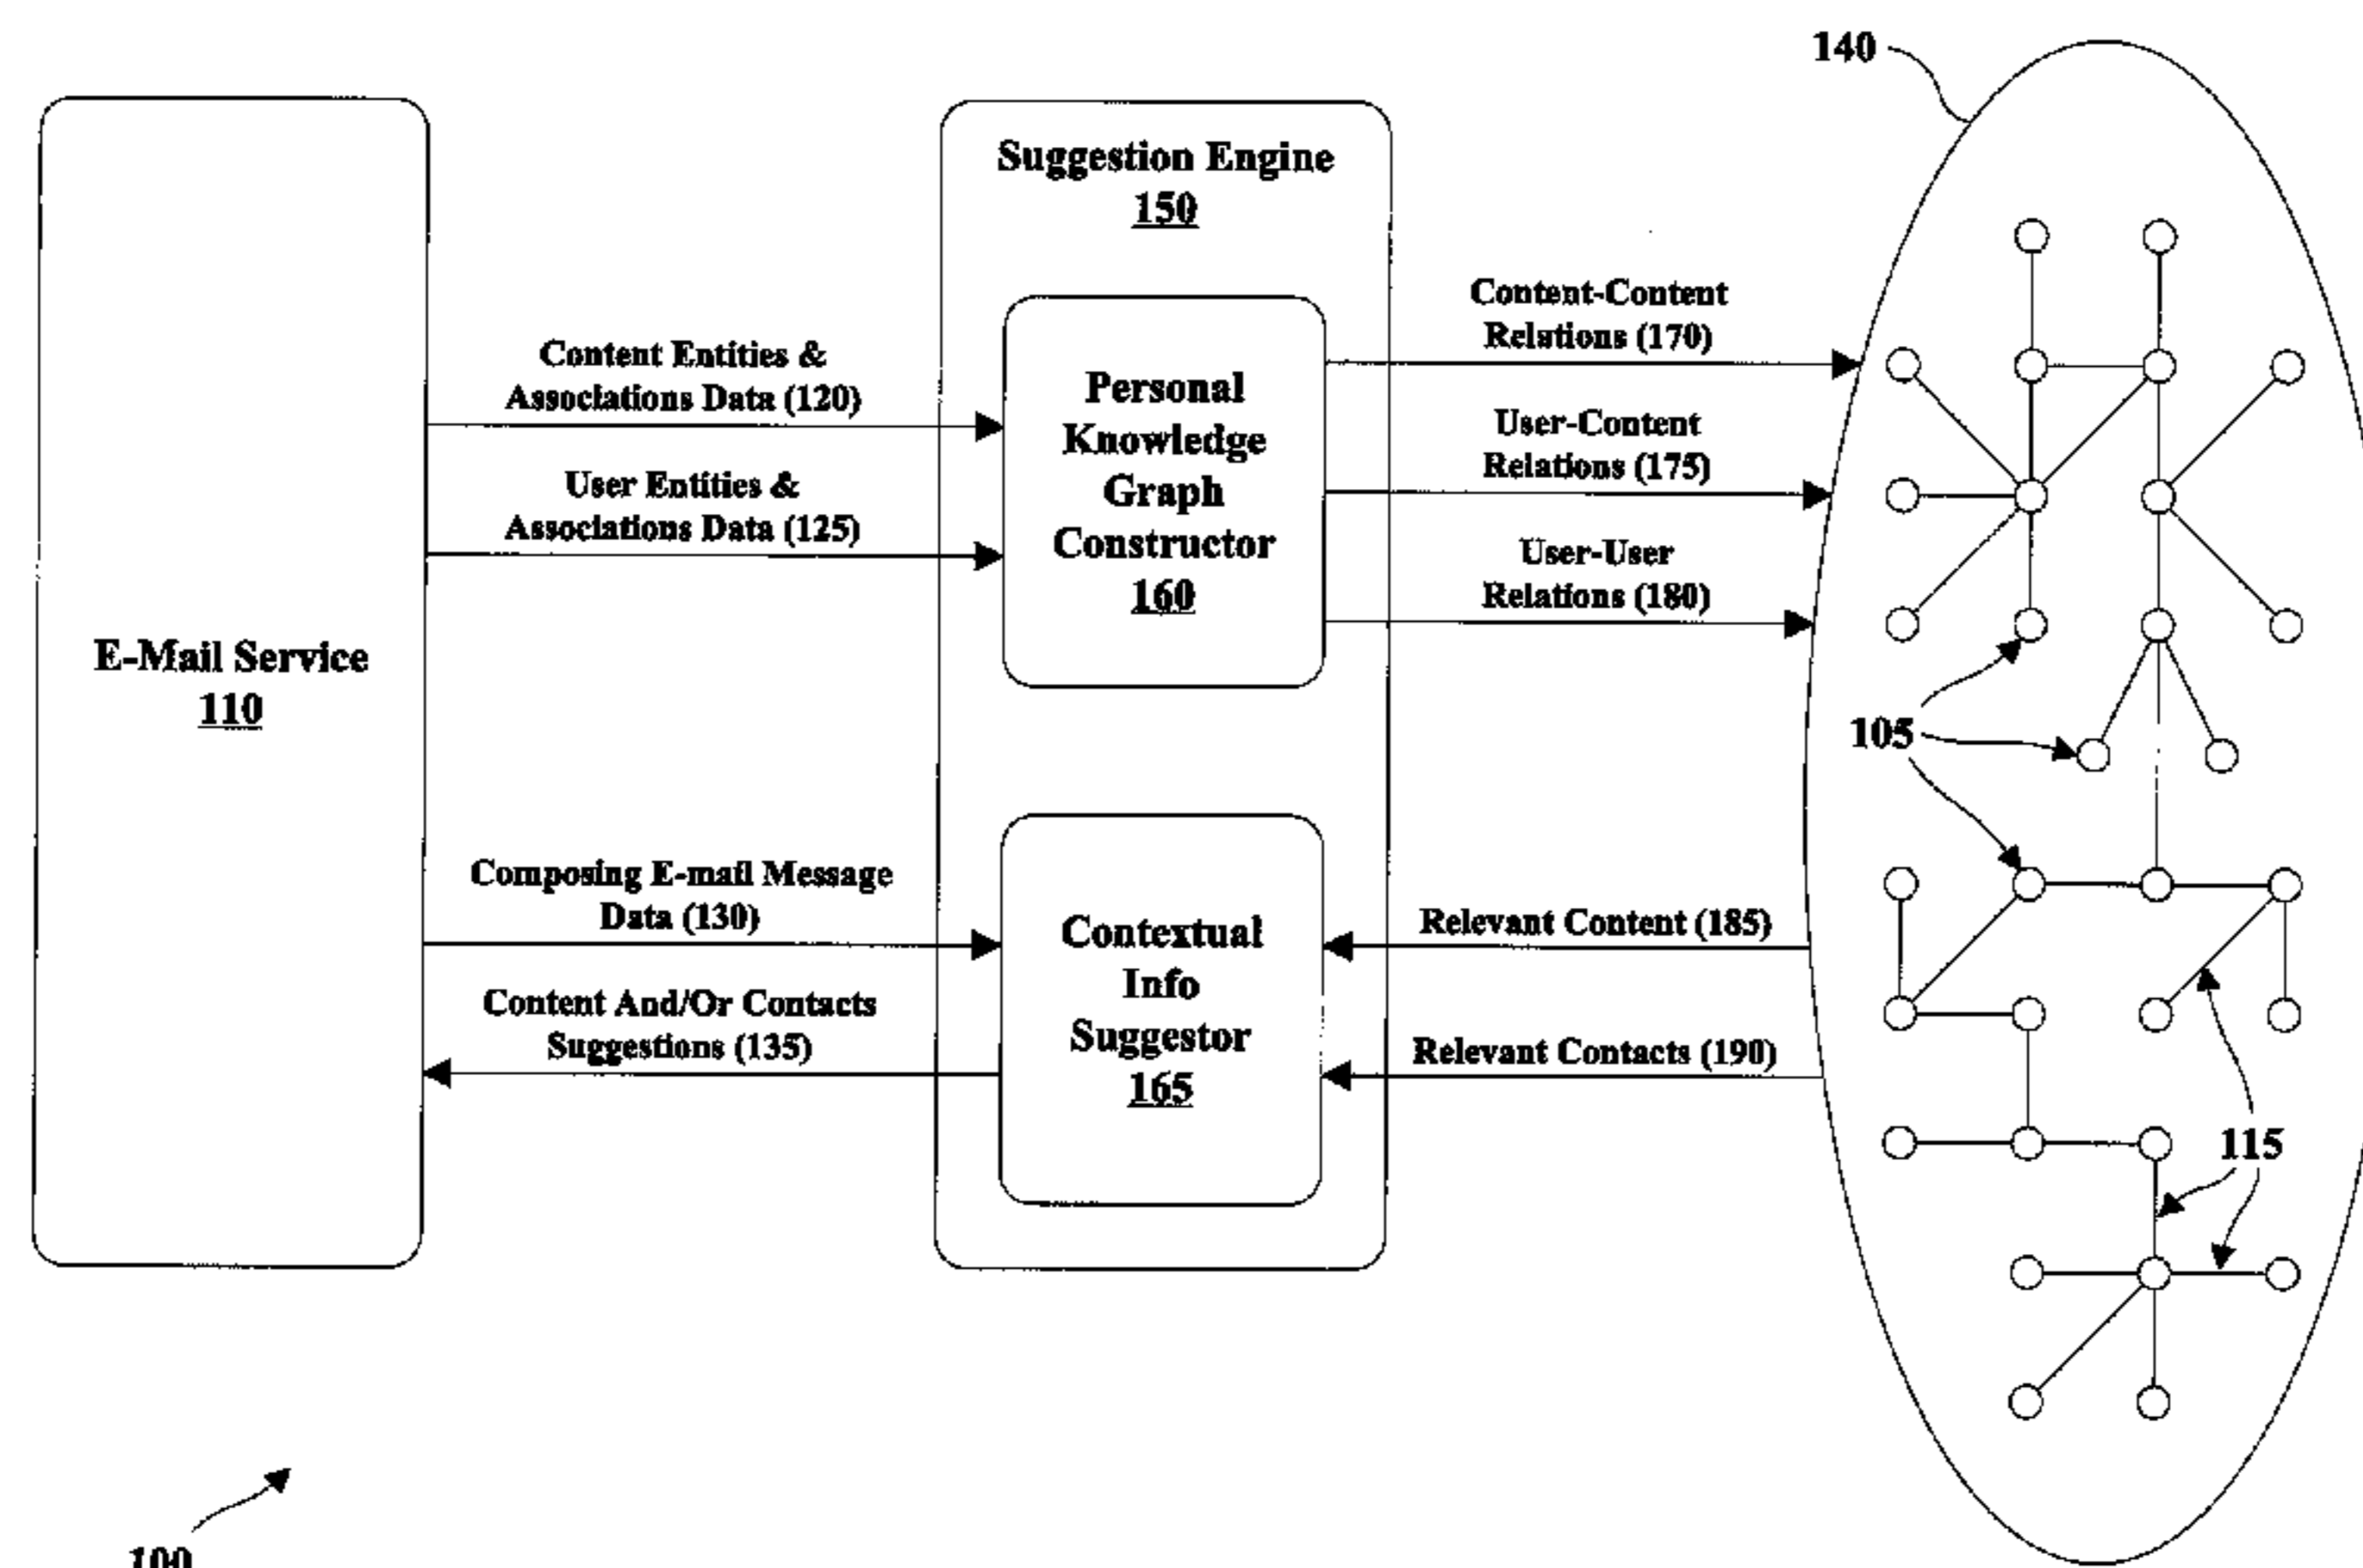 140
Suggestion Engine
150
Content-Content
Relations (170)
Content Entities &
Associations Data (120)
Personal
Knowledge
Graph
Constructor
160
User-Content
Relations (175)
User Entities &
Associations Data (125)
User-User
Relations (180)
E-Mail Service
110
105
Composing E-mail Message
Data (130)
Contextual
Info
Suggestor
165
Relevant Content (185)
Content And/Or Contacts
Suggestions (135)
Relevant Contacts (190)
115
100